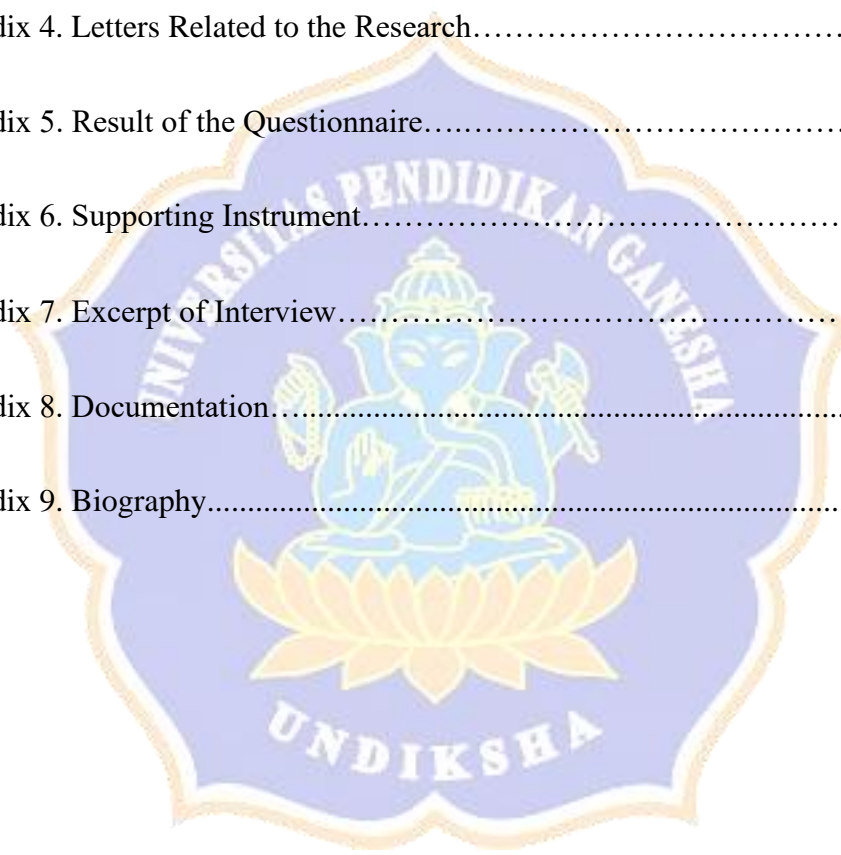 dix 4. Letters Related to the Research……………………………….
dix 5. Result of the Questionnaire….………………………………….
dix 6. Supporting Instrument…………………………………………….
dix 7. Excerpt of Interview………………………………………………
dix 8. Documentation…...........................................................................
dix 9. Biography................................................................................
UNIVERSITAS PENDIDIKAN GANESHA
UNDIKSHA